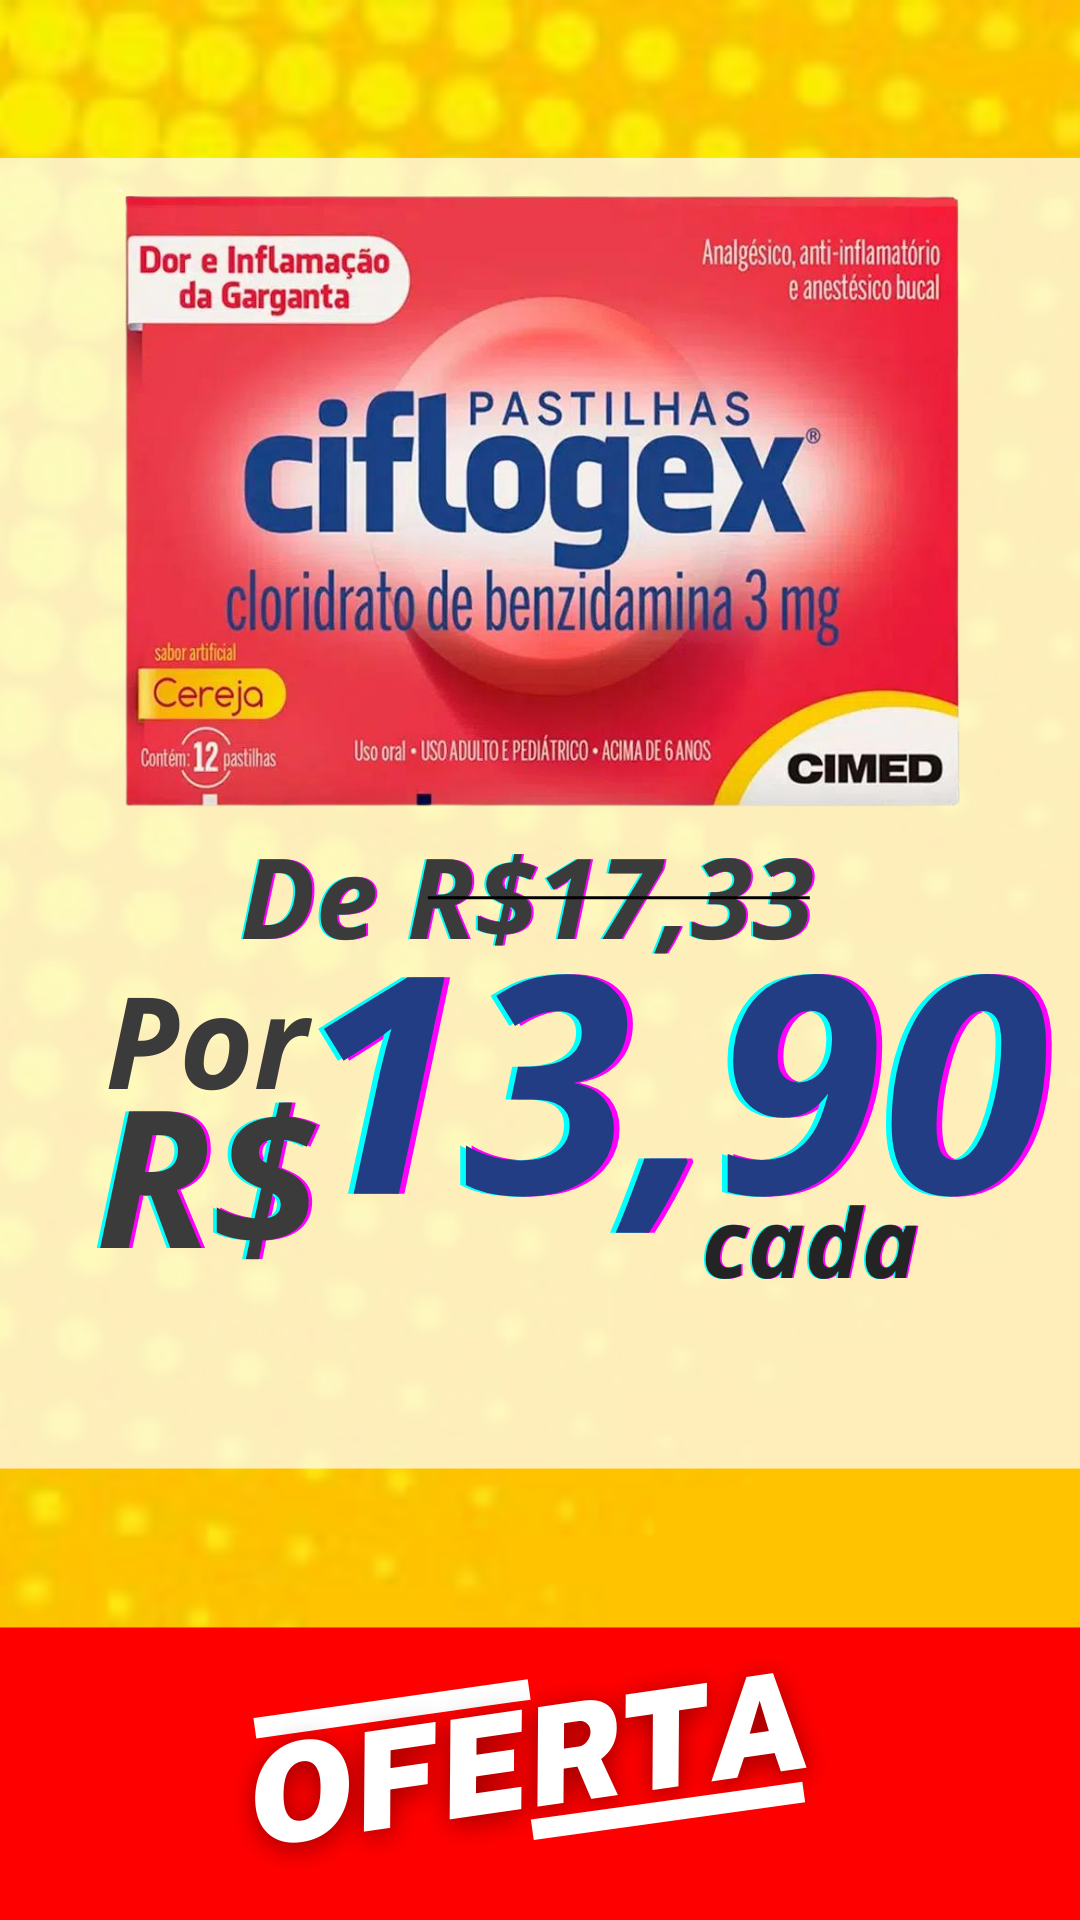 Dor e Inflamação
da Garganta
Analgésico, anti-inflamatório
e anestésico bucal
PASTILHAS
ciflogex®
cloridrato de benzidamina 3 mg
sabor artificial
Cereja
Contém: 12 pastilhas
Uso oral • USO ADULTO E PEDIÁTRICO • ACIMA DE 6 ANOS
CIMED
De R$17,33
Por
R$ 13,90
cada
OFERTA